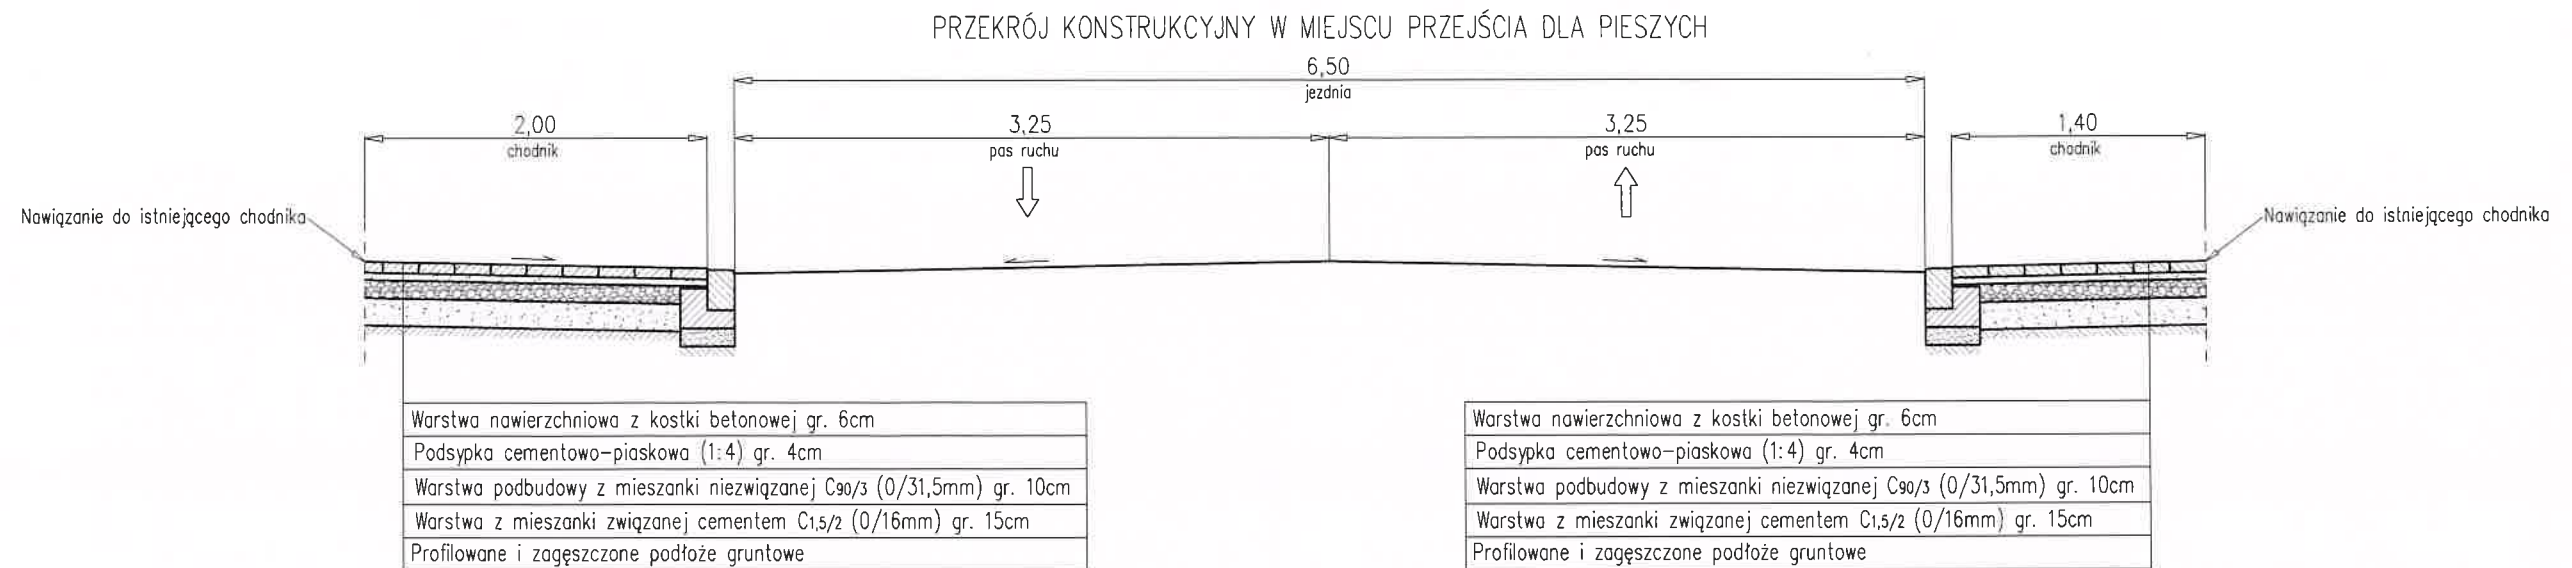 PRZEKRÓJ KONSTRUKCYJNY W MIEJSCU PRZEJŚCIA DLA PIESZYCH
6,50
jezdnia
2,00
chodnik
3,25
pas ruchu
3,25
pas ruchu
1,40
chodnik
Nawiązanie do istniejącego chodnika
Nawiązanie do istniejącego chodnika
Warstwa nawierzchniowa z kostki betonowej gr. 6cm
Podsypka cementowo-piaskowa (1:4) gr. 4cm
Warstwa podbudowy z mieszanki niezwiązanej C90/3 (0/31,5mm) gr. 10cm
Warstwa z mieszanki związanej cementem C1,5/2 (0/16mm) gr. 15cm
Profilowane i zagęszczone podłoże gruntowe
Warstwa nawierzchniowa z kostki betonowej gr. 6cm
Podsypka cementowo-piaskowa (1:4) gr. 4cm
Warstwa podbudowy z mieszanki niezwiązanej C90/3 (0/31,5mm) gr. 10cm
Warstwa z mieszanki związanej cementem C1,5/2 (0/16mm) gr. 15cm
Profilowane i zagęszczone podłoże gruntowe